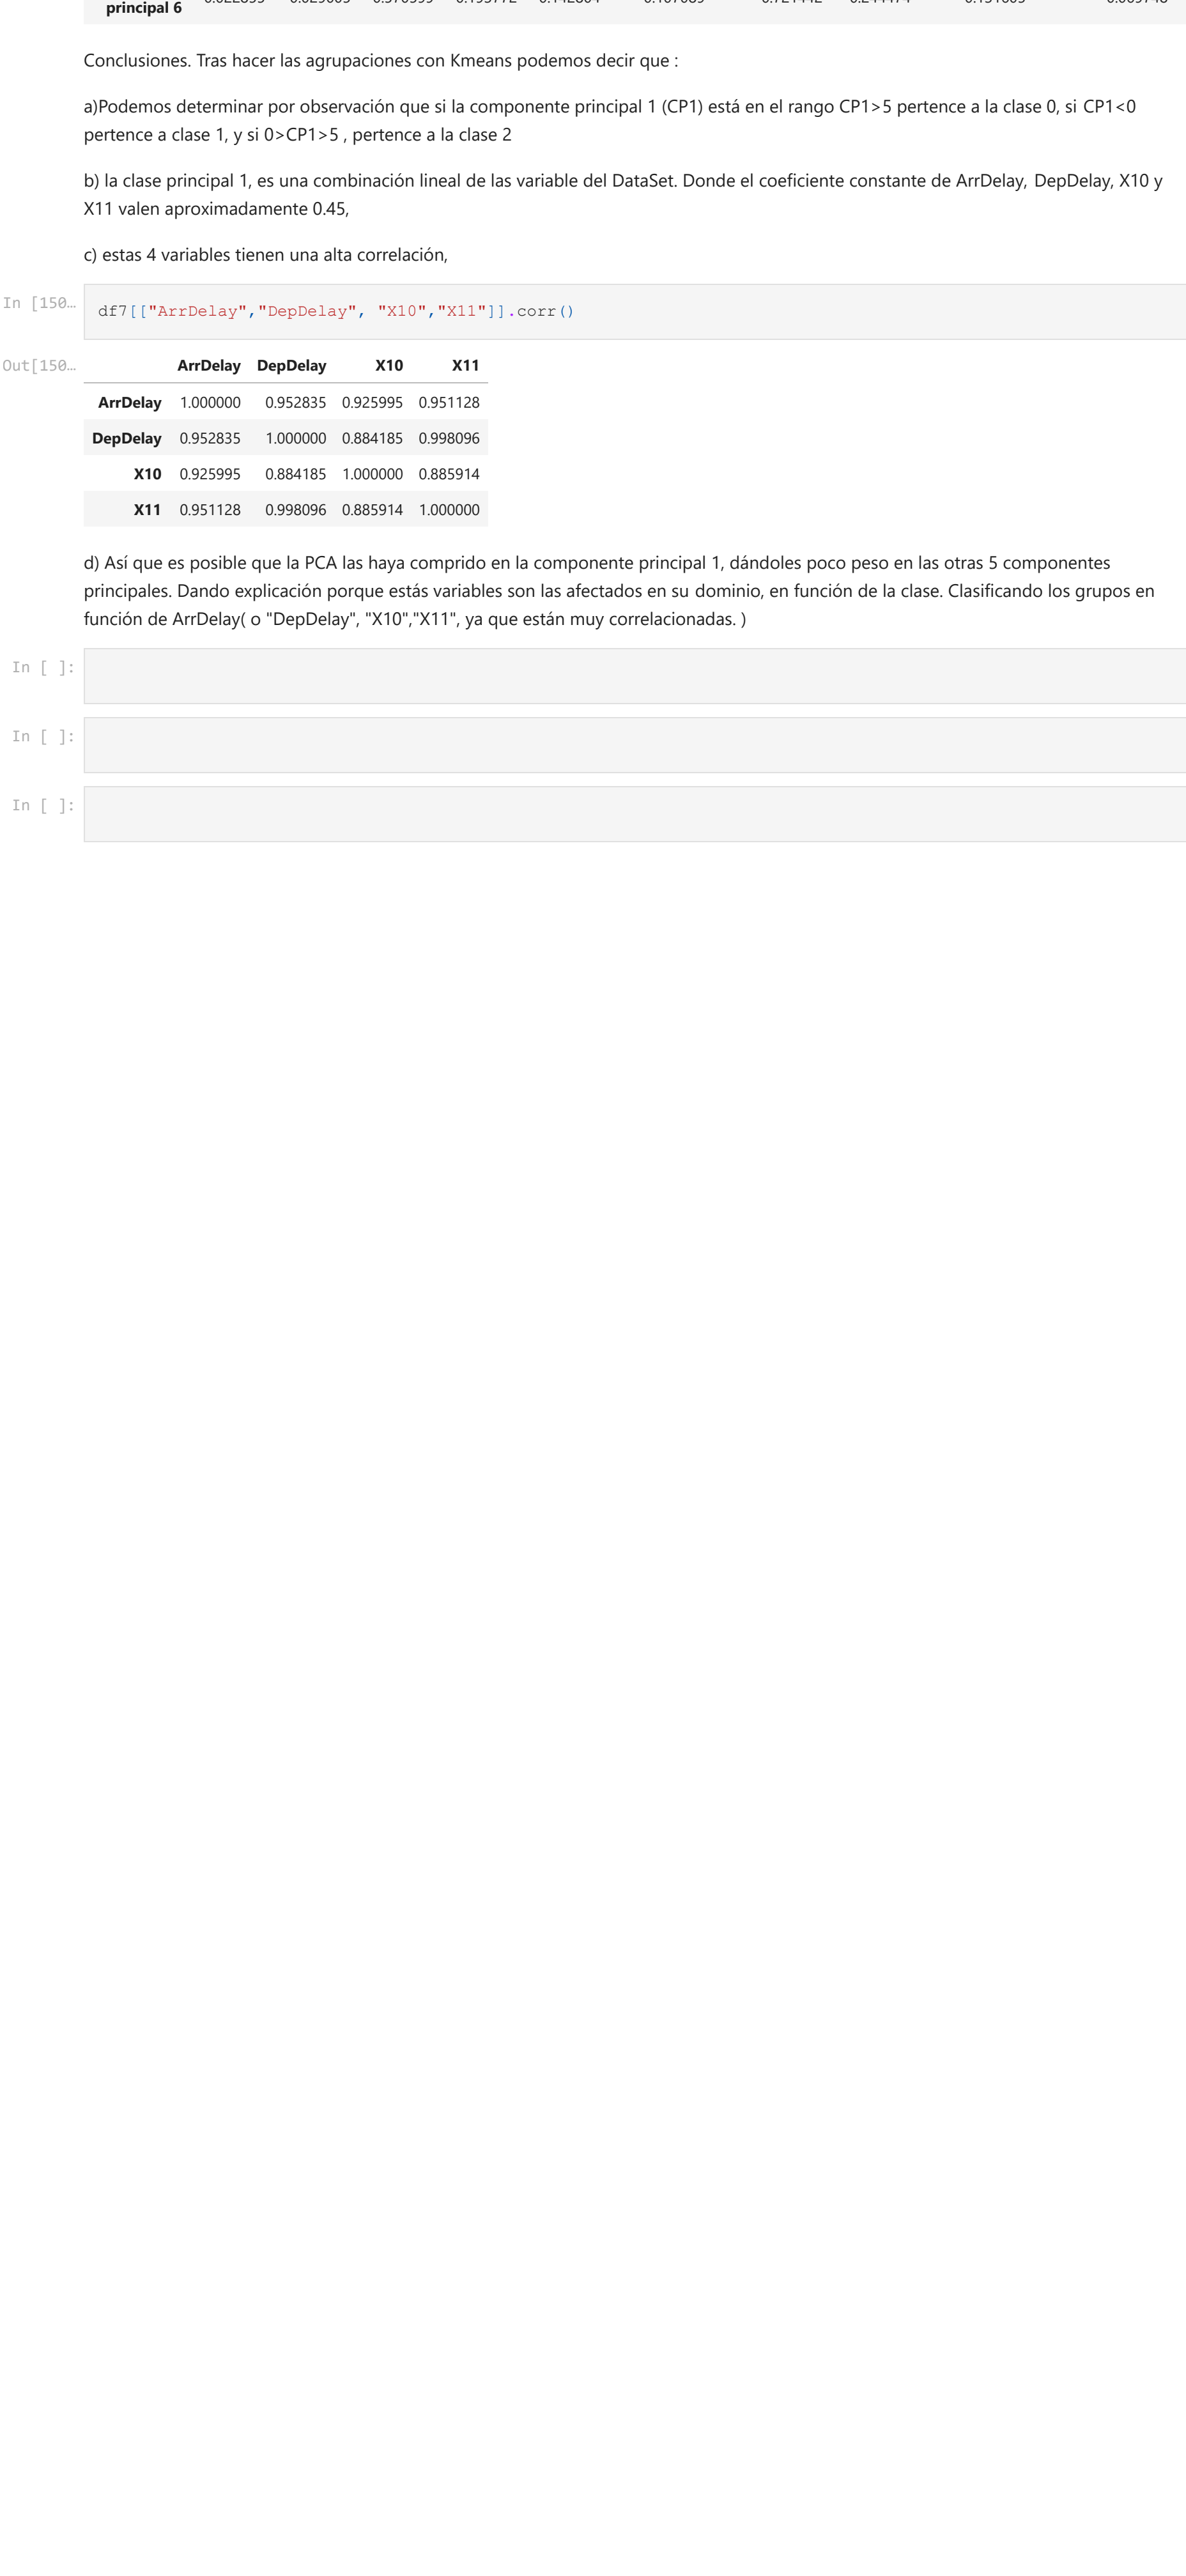 principal 6
Conclusiones. Tras hacer las agrupaciones con Kmeans podemos decir que :
a)Podemos determinar por observación que si la componente principal 1 (CP1) está en el rango CP1>5 pertence a la clase 0, si CP1<0
pertence a clase 1, y si 0>CP1>5 , pertence a la clase 2
b) la clase principal 1, es una combinación lineal de las variable del DataSet. Donde el coeficiente constante de ArrDelay, DepDelay, X10 y
X11 valen aproximadamente 0.45,
c) estas 4 variables tienen una alta correlación,
In [150…
df7[["ArrDelay","DepDelay", "X10","X11"]].corr()
Out[150…
ArrDelay DepDelay X10 X11
ArrDelay 1.000000 0.952835 0.925995 0.951128
DepDelay 0.952835 1.000000 0.884185 0.998096
X10 0.925995 0.884185 1.000000 0.885914
X11 0.951128 0.998096 0.885914 1.000000
d) Así que es posible que la PCA las haya comprido en la componente principal 1, dándoles poco peso en las otras 5 componentes
principales. Dando explicación porque estás variables son las afectados en su dominio, en función de la clase. Clasificando los grupos en
función de ArrDelay( o "DepDelay", "X10","X11", ya que están muy correlacionadas. )
In [ ]:
In [ ]:
In [ ]: